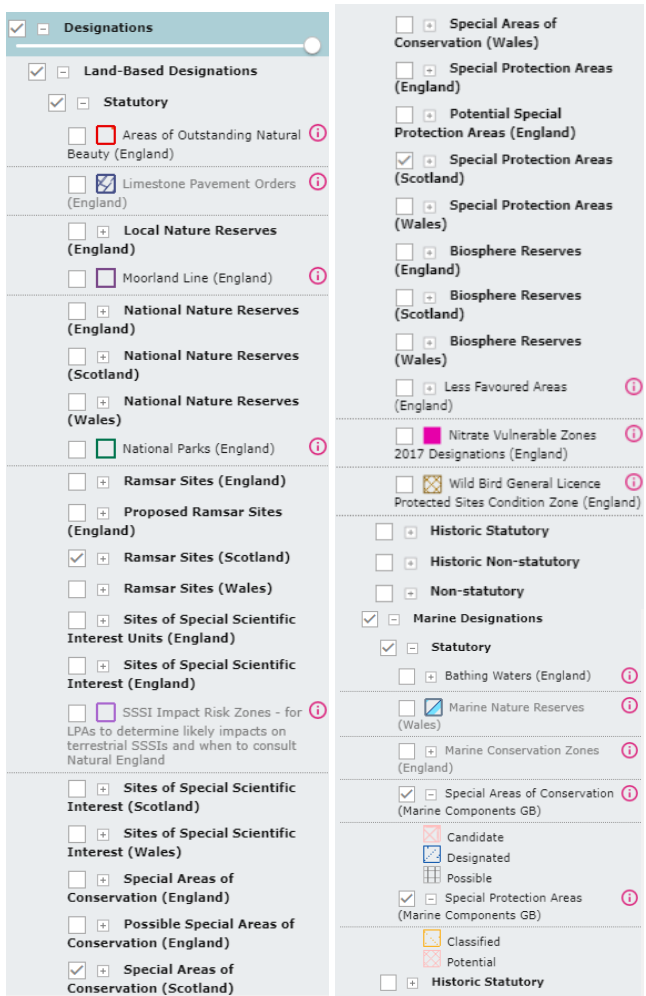 Designations
Land-Based Designations
Statutory
Areas of Outstanding Natural
Beauty (England)
Limestone Pavement Orders
(England)
Local Nature Reserves
(England)
Moorland Line (England)
National Nature Reserves
(England)
National Nature Reserves
(Scotland)
National Nature Reserves
(Wales)
National Parks (England)
Ramsar Sites (England)
Proposed Ramsar Sites
(England)
Ramsar Sites (Scotland)
Ramsar Sites (Wales)
Sites of Special Scientific
Interest Units (England)
Sites of Special Scientific
Interest (England)
SSSI Impact Risk Zones - for
LPAs to determine likely impacts on
terrestrial SSSIs and when to consult
Natural England
Sites of Special Scientific
Interest (Scotland)
Sites of Special Scientific
Interest (Wales)
Special Areas of
Conservation (England)
Possible Special Areas of
Conservation (England)
Special Areas of
Conservation (Scotland)
Special Areas of
Conservation (Wales)
Special Protection Areas
(England)
Potential Special
Protection Areas (England)
Special Protection Areas
(Scotland)
Special Protection Areas
(Wales)
Biosphere Reserves
(England)
Biosphere Reserves
(Scotland)
Biosphere Reserves
(Wales)
Less Favoured Areas
(England)
Nitrate Vulnerable Zones
2017 Designations (England)
Wild Bird General Licence
Protected Sites Condition Zone (England)
Historic Statutory
Historic Non-statutory
Non-statutory
Marine Designations
Statutory
Bathing Waters (England)
Marine Nature Reserves
(Wales)
Marine Conservation Zones
(England)
Special Areas of Conservation
(Marine Components GB)
Candidate
Designated
Possible
Special Protection Areas
(Marine Components GB)
Classified
Potential
Historic Statutory